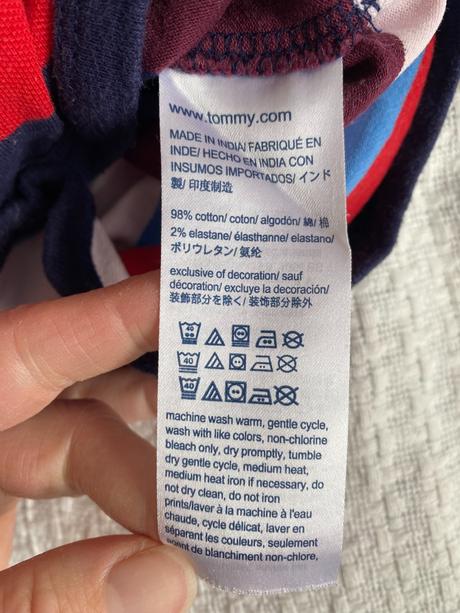 www.tommy.com
MADE IN INDIA/ FABRIQUÉ EN
INDE/ HECHO EN INDIA CON
INSUMOS IMPORTADOS/ インド
製/ 印度制造
98% cotton/ coton/ algodón/ 綿/ 棉
2% elastane/ élasthanne/ elastano/
ポリウレタン/ 氨纶
exclusive of decoration/ sauf
décoration/ excluye la decoración/
装飾部分を除く/ 装饰部分除外
40
40
40
machine wash warm, gentle cycle,
wash with like colors, non-chlorine
bleach only, dry promptly, tumble
dry gentle cycle, medium heat,
medium heat iron if necessary, do
not dry clean, do not iron
prints/laver à la machine à l'eau
chaude, cycle délicat, laver en
séparant les couleurs, seulement
agent de blanchiment non-chlore,